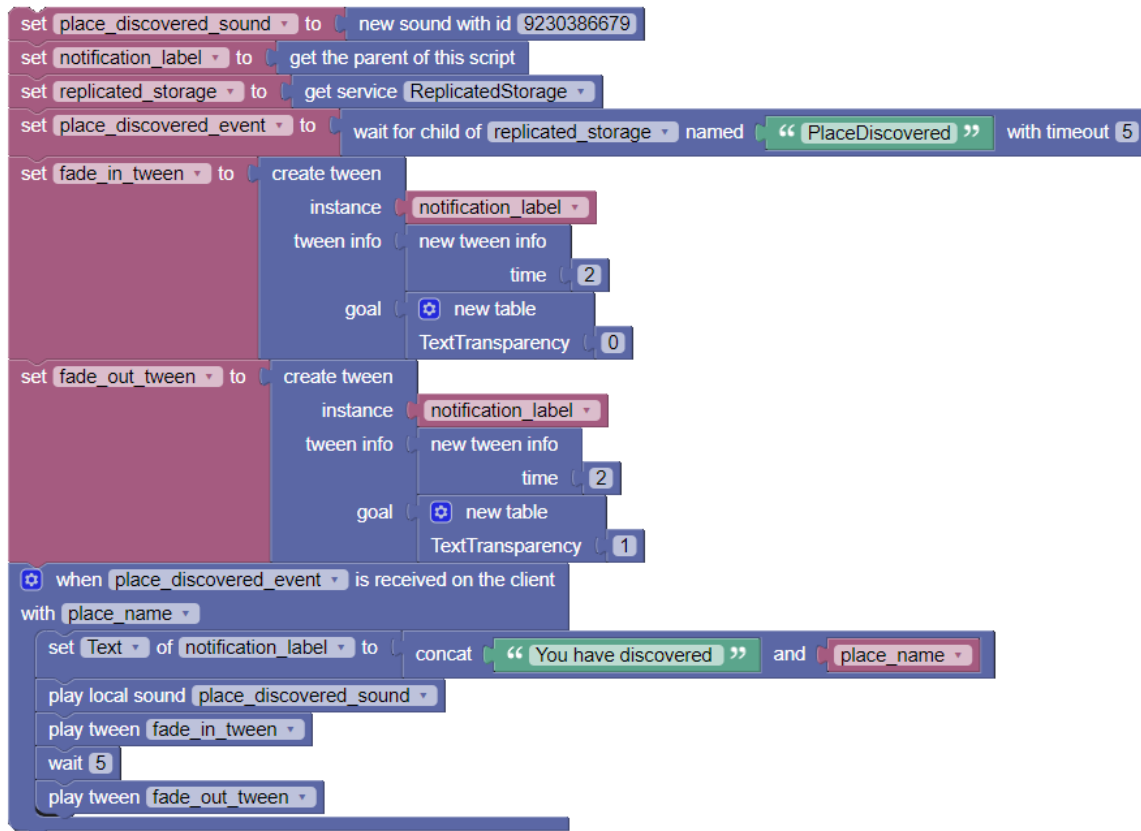 set place_discovered_sound to new sound with id 9230386679
set notification_label to get the parent of this script
set replicated_storage to get service ReplicatedStorage
set place_discovered_event to wait for child of replicated_storage named “ PlaceDiscovered ” with timeout 5
set fade_in_tween to create tween
instance notification_label
tween info new tween info
time 2
goal new table
TextTransparency 0
set fade_out_tween to create tween
instance notification_label
tween info new tween info
time 2
goal new table
TextTransparency 1
when place_discovered_event is received on the client
with place_name
set Text of notification_label to concat “ You have discovered ” and place_name
play local sound place_discovered_sound
play tween fade_in_tween
wait 5
play tween fade_out_tween